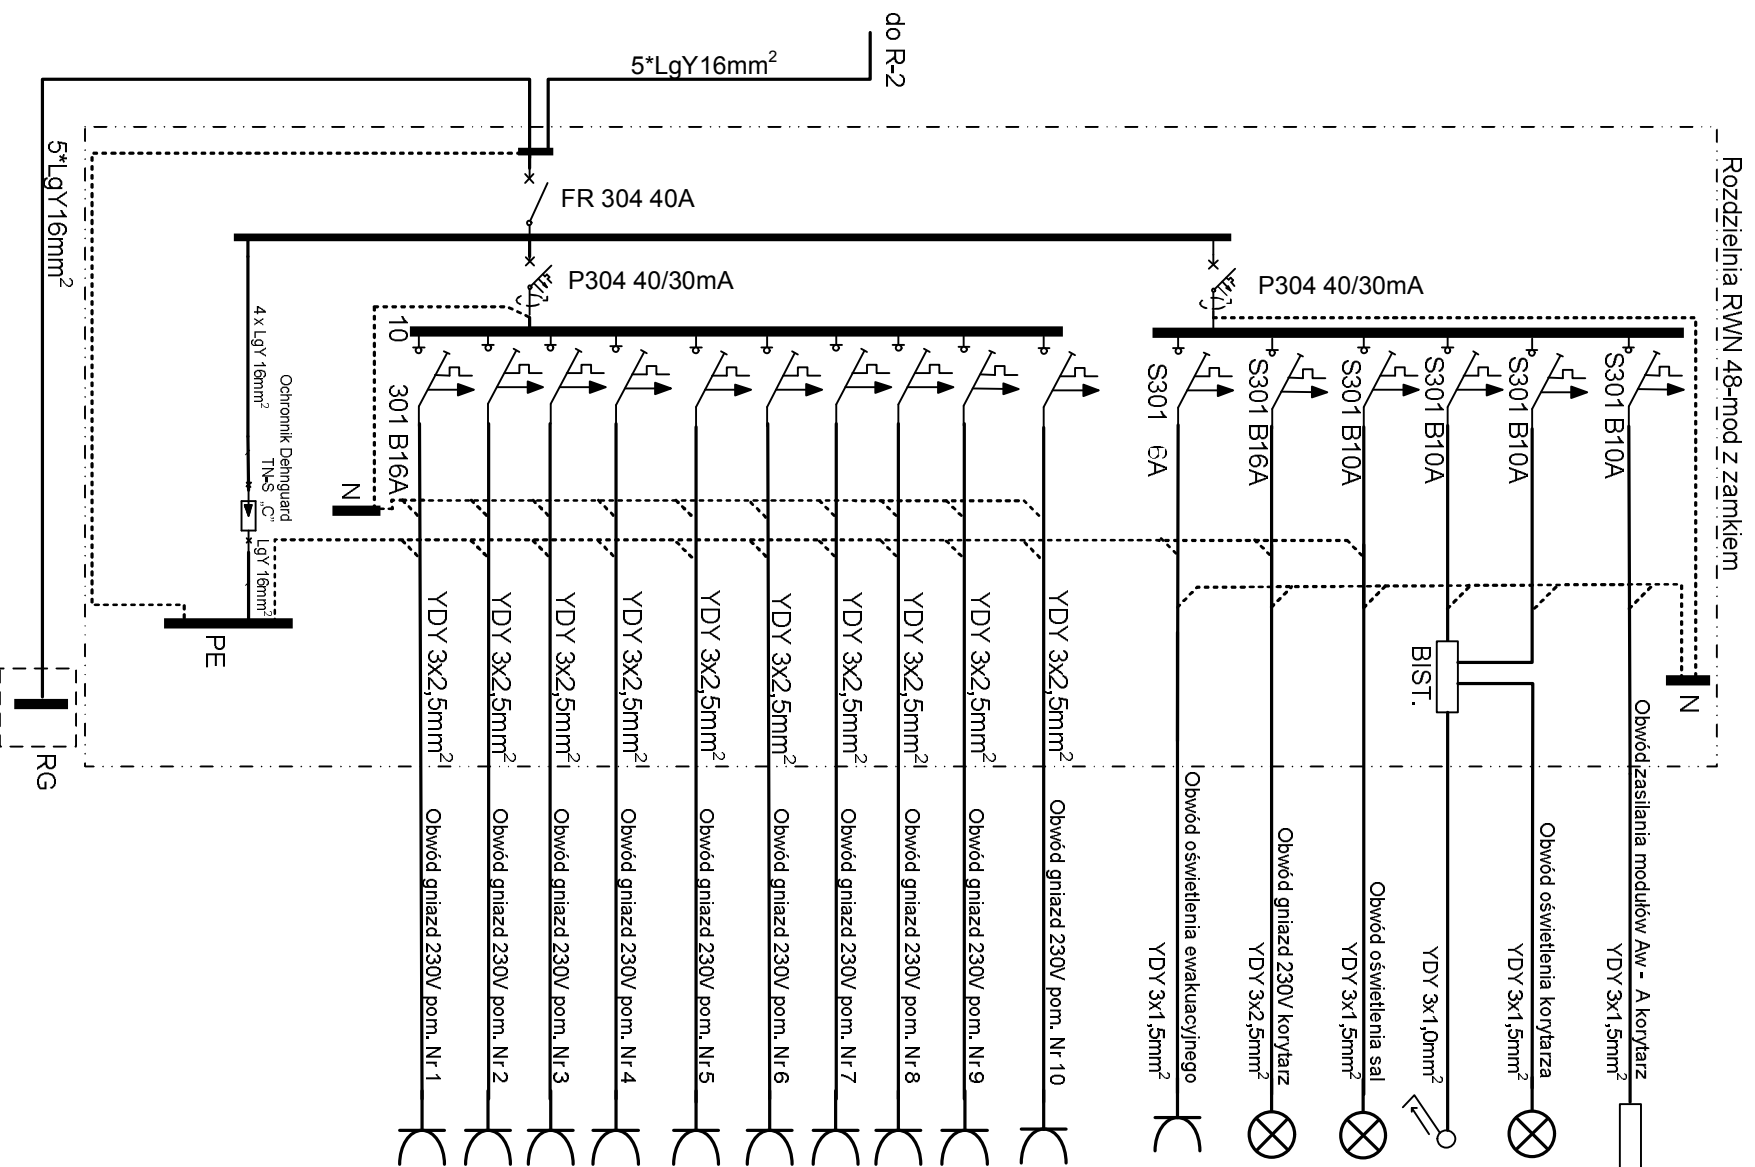 do R-2
5*LgY16mm²
5*LgY16mm²
Rozdzielnia RWN 48-mod z zamkiem
FR 304 40A
P304 40/30mA
P304 40/30mA
4 x LgY 16mm²
Ochronnik Dehnguard
TN-S „C"
LgY 16mm²
PE
RG
N
10
301 B16A
S301 6A
S301 B16A
S301 B10A
S301 B10A
S301 B10A
S301 B10A
N
BIST.
YDY 3x2,5mm²
YDY 3x2,5mm²
YDY 3x2,5mm²
YDY 3x2,5mm²
YDY 3x2,5mm²
YDY 3x2,5mm²
YDY 3x2,5mm²
YDY 3x2,5mm²
YDY 3x2,5mm²
YDY 3x2,5mm²
Obwód gniazd 230V pom. Nr 1
Obwód gniazd 230V pom. Nr 2
Obwód gniazd 230V pom. Nr 3
Obwód gniazd 230V pom. Nr 4
Obwód gniazd 230V pom. Nr 5
Obwód gniazd 230V pom. Nr 6
Obwód gniazd 230V pom. Nr 7
Obwód gniazd 230V pom. Nr 8
Obwód gniazd 230V pom. Nr 9
Obwód gniazd 230V pom. Nr 10
Obwód oświetlenia ewakuacyjnego
YDY 3x1,5mm²
Obwód gniazd 230V korytarz
YDY 3x2,5mm²
Obwód oświetlenia sal
YDY 3x1,5mm²
YDY 3x1,0mm²
Obwód oświetlenia korytarza
YDY 3x1,5mm²
Obwód zasilania modułów Aw - A korytarz
YDY 3x1,5mm²